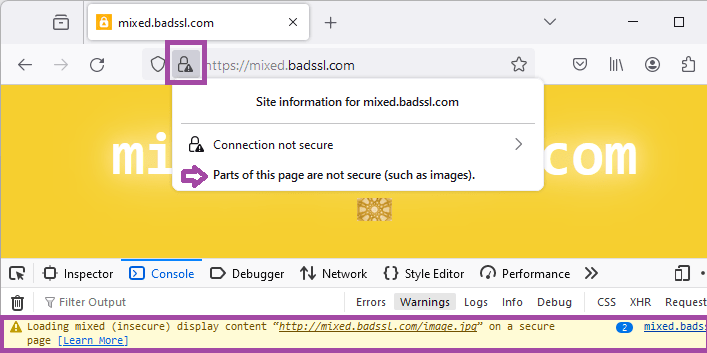 mixed.badssl.com
https://mixed.badssl.com
Site information for mixed.badssl.com
Connection not secure
Parts of this page are not secure (such as images).
mi
com
Inspector Console Debugger Network Style Editor Performance
Filter Output Errors Warnings Logs Info Debug CSS XHR Request
Loading mixed (insecure) display content “http://mixed.badssl.com/image.jpg” on a secure 2 mixed.badss
page [Learn More]